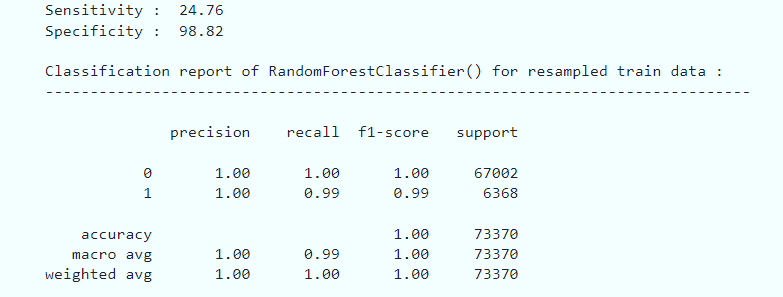 Sensitivity :  24.76
Specificity :  98.82
Classification report of RandomForestClassifier() for resampled train data :
------------------------------------------------------------------------------
precision    recall  f1-score   support
0       1.00      1.00      1.00     67002
1       1.00      0.99      0.99      6368
accuracy                           1.00     73370
macro avg       1.00      0.99      1.00     73370
weighted avg       1.00      1.00      1.00     73370